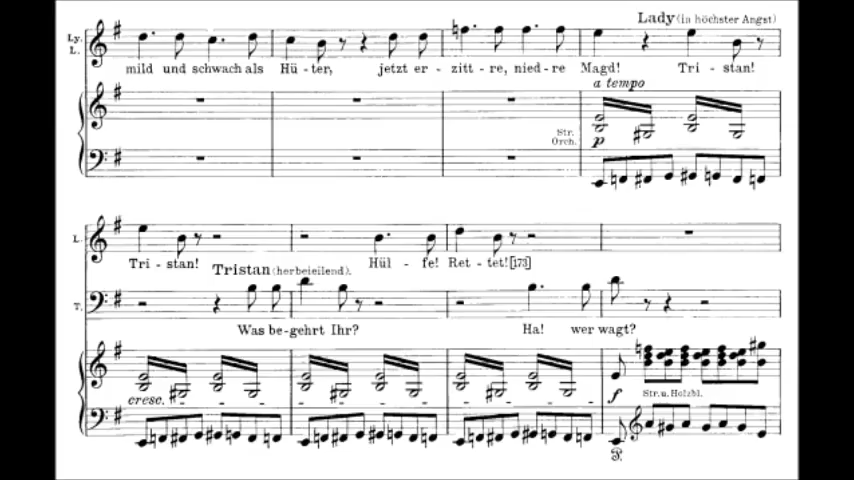 Lady (in höchster Angst)
Ly.
L.
mild und schwach als Hü - ter, jetzt er - zitt - re, nied - re Magd! Tri - stan!
a tempo
Str.
Orch.
p
L.
Tri - stan! Hül - fe! Ret - tet! [173]
Tristan (herbeieilend).
T.
Was be - gehrt Ihr? Ha! wer wagt?
cresc.
f
Str. u. Holzbl.